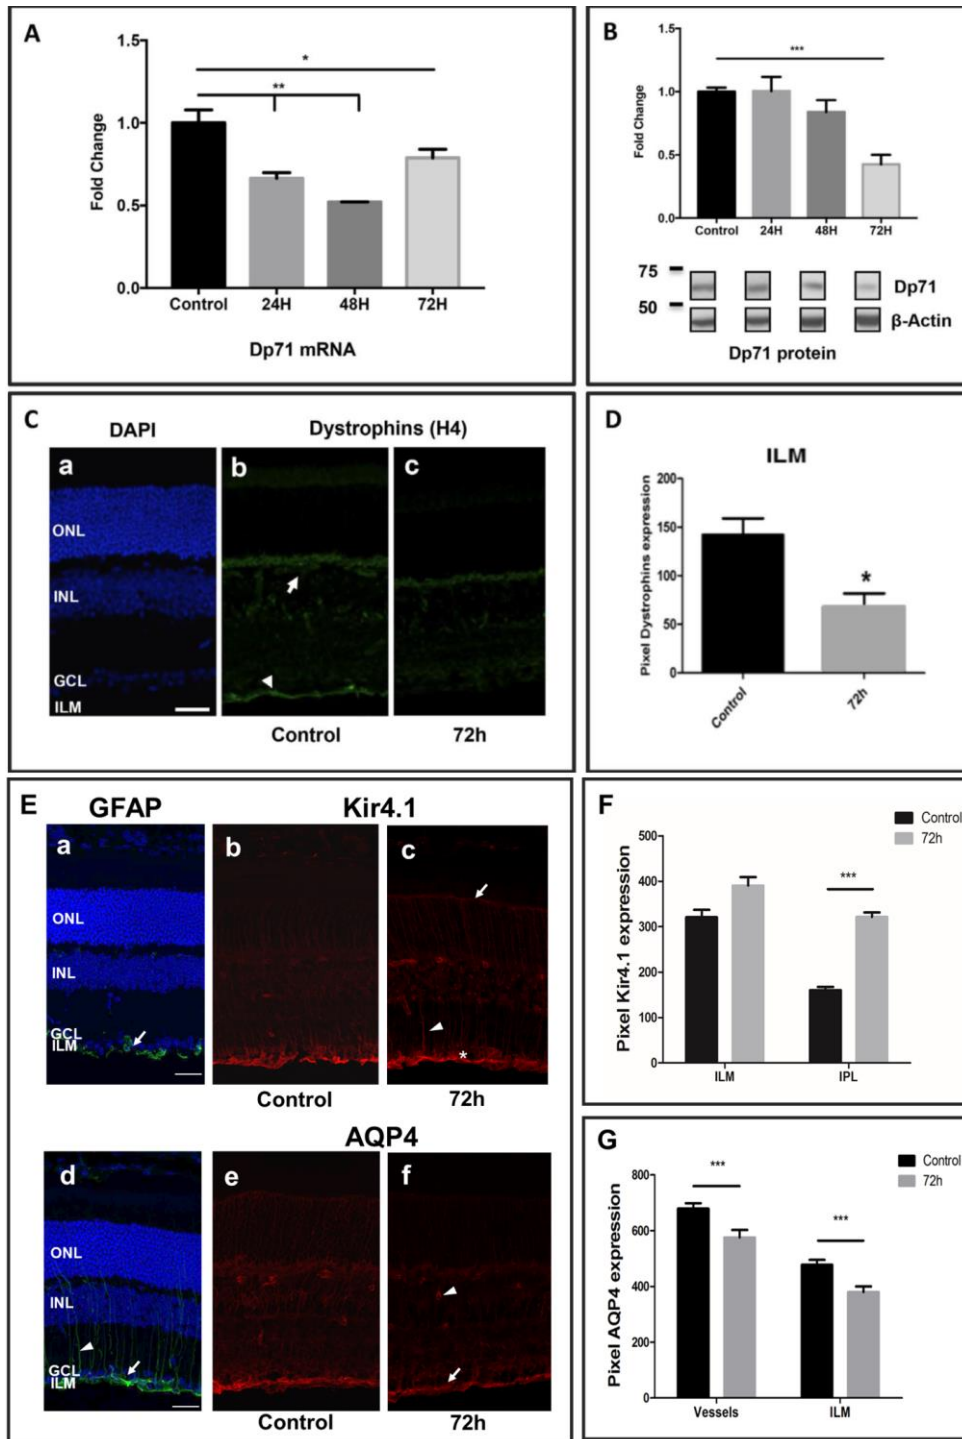 A
1.5
1.0
0.5
0.0
Fold Change
*
**
Control 24H 48H 72H
Dp71 mRNA
B
1.5
1.0
0.5
0.0
Fold Change
***
Control 24H 48H 72H
75
50
Dp71
β-Actin
Dp71 protein
C
DAPI Dystrophins (H4)
a b c
ONL
INL
GCL
ILM
Control 72h
D
ILM
200
150
100
50
0
Pixel Dystrophins expression
*
Control 72h
E
GFAP Kir4.1
a b c
ONL
INL
GCL
ILM
*
Control 72h
AQP4
d e f
ONL
INL
GCL
ILM
Control 72h
F
Control
72h
500
400
300
200
100
0
Pixel Kir4.1 expression
***
ILM IPL
G
Control
72h
800
600
400
200
0
Pixel AQP4 expression
***
***
Vessels ILM